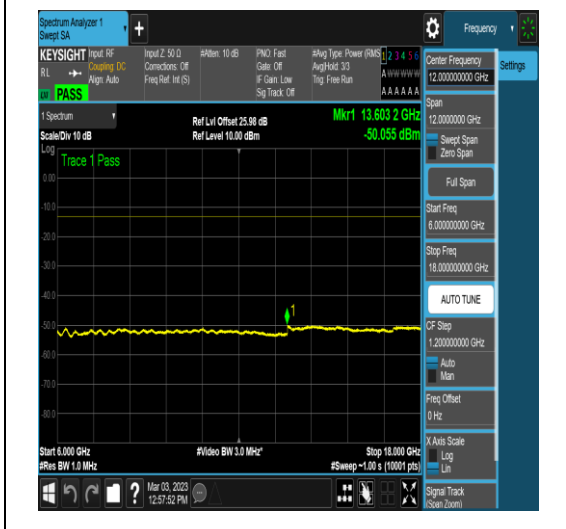 Spectrum Analyzer 1
Swept SA
+
Frequency
KEYSIGHT Input: RF
RL Coupling: DC
Align: Auto
PASS
Input Z: 50 Ω
Corrections: Off
Freq Ref: Int (S)
#Atten: 10 dB
PNO: Fast
Gate: Off
IF Gain: Low
Sig Track: Off
#Avg Type: Power (RMS
Avg|Hold: 3/3
Trig: Free Run
1 2 3 4 5 6
A W W W W W
A A A A A A
Center Frequency
12.000000000 GHz
Settings
Span
12.0000000 GHz
Swept Span
Zero Span
Full Span
Start Freq
6.000000000 GHz
Stop Freq
18.000000000 GHz
AUTO TUNE
CF Step
1.200000000 GHz
Auto
Man
Freq Offset
0 Hz
X Axis Scale
Log
Lin
Signal Track
(Span Zoom)
1 Spectrum
Scale/Div 10 dB
Ref Lvl Offset 25.98 dB
Ref Level 10.00 dBm
Mkr1 13.603 2 GHz
-50.055 dBm
Log
Trace 1 Pass
0.00
-10.0
-20.0
-30.0
-40.0
-50.0
-60.0
-70.0
-80.0
1
Start 6.000 GHz
#Res BW 1.0 MHz
#Video BW 3.0 MHz*
Stop 18.000 GHz
#Sweep ~1.00 s (10001 pts)
?
Mar 03, 2023
12:57:52 PM